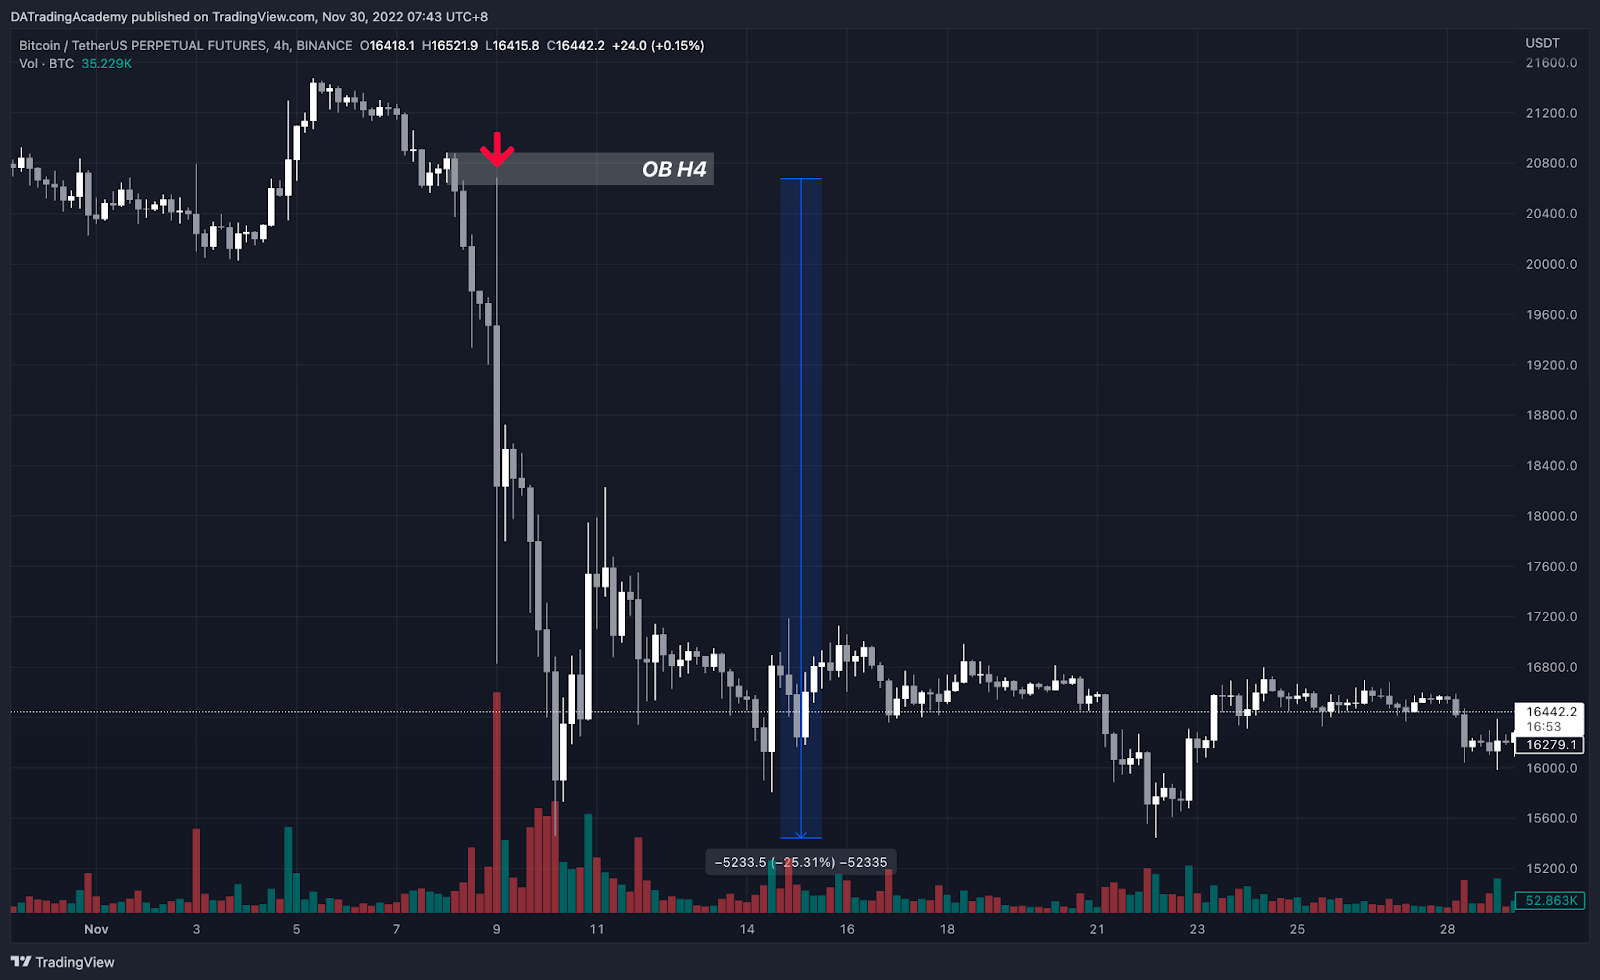 DATradingAcademy published on TradingView.com, Nov 30, 2022 07:43 UTC+8
Bitcoin / TetherUS PERPETUAL FUTURES, 4h, BINANCE O16418.1 H16521.9 L16415.8 C16442.2 +24.0 (+0.15%)
Vol · BTC 35.229K
USDT
21600.0
21200.0
20800.0
20400.0
20000.0
19600.0
19200.0
18800.0
18400.0
18000.0
17600.0
17200.0
16800.0
16442.2
16:53
16279.1
16000.0
15600.0
15200.0
52.863K
OB H4
−5233.5 (−25.31%) −52335
Nov 3 5 7 9 11 14 16 18 21 23 25 28
TradingView